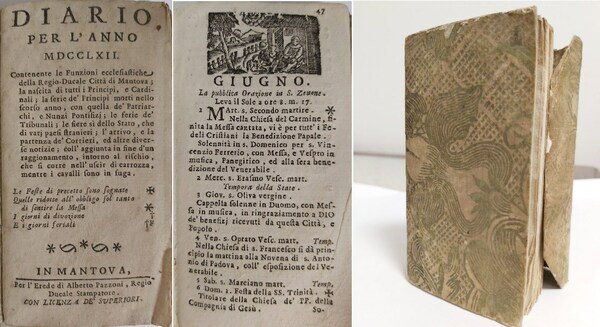 DIARIO
PER L'ANNO
MDCCLXII.
Contenente le Funzioni ecclesiastiche
della Regio-Ducale Città di Mantova;
la nascita di tutti i Principi, e Cardi-
nali; la serie de' Principi morti nello
scorso anno, con quella de' Patriar-
chi, e Nunzj Pontifizj; le ferie de'
Tribunali; le fiere sì dello Stato, che
di varj paesi stranieri; l'arrivo, e la
partenza de' Corrieri, ed altre diver-
se notizie; coll' aggiunta in fine d'un
ragionamento, intorno al rischio,
che si corre nell'uscir di carrozza,
mentre i cavalli sono in fuga.
Le Feste di precetto sono segnate ✠
Quelle ridotte all' obbligo sol tanto
di sentire la Messa
I giorni di divozione
E i giorni feriali
IN MANTOVA,
Per l'Erede di Alberto Pazzoni, Regio
Ducale Stampatore.
CON LICENZA DE' SUPERIORI.
47
GIUGNO.
La pubblica Orazione in S. Zenone.
Leva il Sole a ore 8. m. 17.
MArt. s. Secondo martire.
Nella Chiesa del Carmine, fi-
nita la Messa cantata, vi è per tutt' i Fe-
deli Cristiani la Benedizione Papale.
Solennità in s. Domenico per s. Vin-
cenzo Ferrerio, con Messa, e Vespro in
musica, Panegirico, ed alla sera bene-
dizione del Venerabile.
2 Merc. s. Erasmo Vesc. mart.
Tempora della State.
3 Giov. s. Oliva vergine.
Cappella solenne in Duomo, con Mes-
sa in musica, in ringraziamento a DIO
de' benefizj ricevuti da questa Città, e
Popolo.
4 Ven. s. Optato Vesc. mart. Temp.
Nella Chiesa di s. Francesco si dà prin-
cipio la mattina alla Novena di s. Anto-
nio di Padova, coll' esposizione del Ve-
nerabile.
5 Sab. s. Marciano mart. Temp.
6 Dom. 1. Festa della SS. Trinità. ✠
Titolare della Chiesa de' PP. della
Compagnia di Gesù. So-